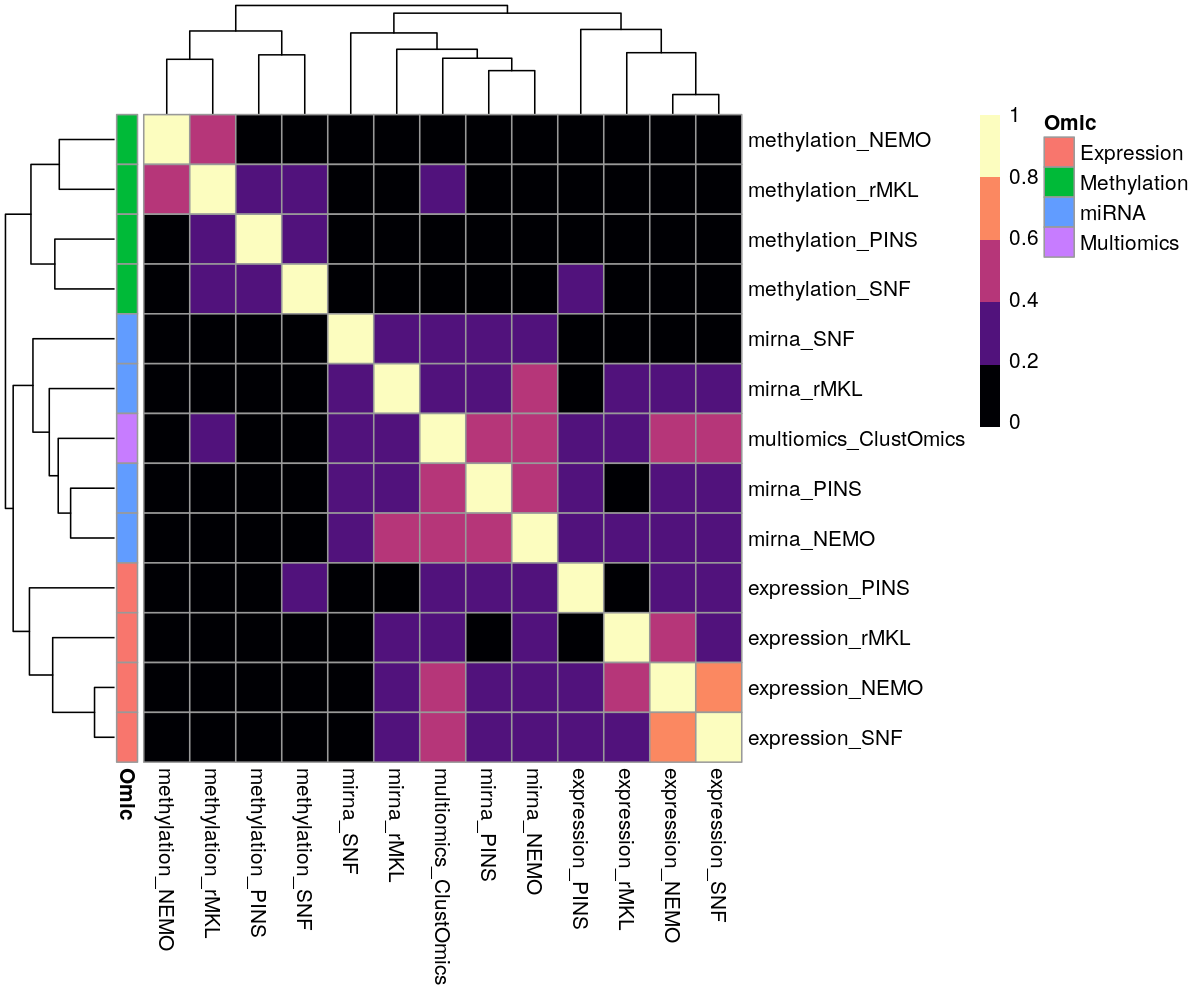 methylation_NEMO
methylation_rMKL
methylation_PINS
methylation_SNF
mirna_SNF
mirna_rMKL
multiomics_ClustOmics
mirna_PINS
mirna_NEMO
expression_PINS
expression_rMKL
expression_NEMO
expression_SNF
1
0.8
0.6
0.4
0.2
0
OmIc
Expression
Methylation
miRNA
Multiomics
OmIc
methylation_NEMO
methylation_rMKL
methylation_PINS
methylation_SNF
mirna_SNF
mirna_rMKL
multiomics_ClustOmics
mirna_PINS
mirna_NEMO
expression_PINS
expression_rMKL
expression_NEMO
expression_SNF